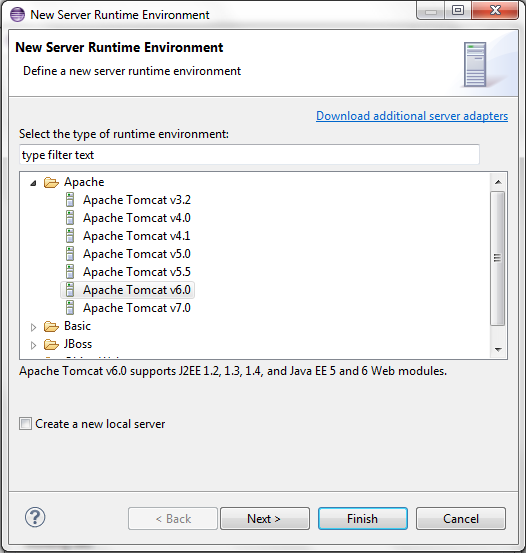 New Server Runtime Environment
New Server Runtime Environment
Define a new server runtime environment
Download additional server adapters
Select the type of runtime environment:
type filter text
Apache
Apache Tomcat v3.2
Apache Tomcat v4.0
Apache Tomcat v4.1
Apache Tomcat v5.0
Apache Tomcat v5.5
Apache Tomcat v6.0
Apache Tomcat v7.0
Basic
JBoss
Apache Tomcat v6.0 supports J2EE 1.2, 1.3, 1.4, and Java EE 5 and 6 Web modules.
Create a new local server
? < Back Next > Finish Cancel